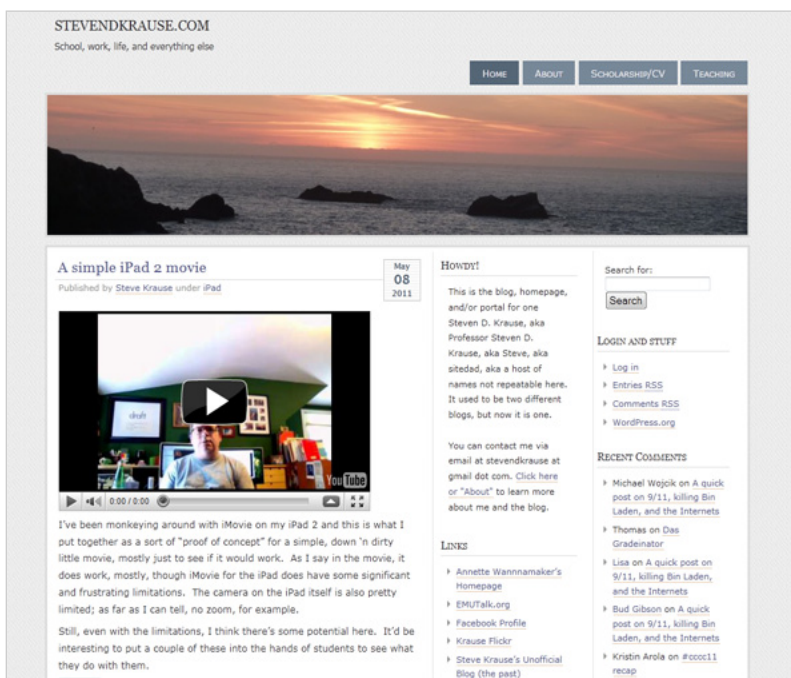 STEVENDKRAUSE.COM
School, work, life, and everything else
Home
About
Scholarship/CV
Teaching
A simple iPad 2 movie
Published by Steve Krause under iPad
May
08
2011
draft
You Tube
0:00 / 0:00
I've been monkeying around with iMovie on my iPad 2 and this is what I
put together as a sort of "proof of concept" for a simple, down 'n dirty
little movie, mostly just to see if it would work. As I say in the movie, it
does work, mostly, though iMovie for the iPad does have some significant
and frustrating limitations. The camera on the iPad itself is also pretty
limited; as far as I can tell, no zoom, for example.
Still, even with the limitations, I think there's some potential here. It'd be
interesting to put a couple of these into the hands of students to see what
they do with them.
Howdy!
This is the blog, homepage,
and/or portal for one
Steven D. Krause, aka
Professor Steven D.
Krause, aka Steve, aka
sitedad, aka a host of
names not repeatable here.
It used to be two different
blogs, but now it is one.
You can contact me via
email at stevendkrause at
gmail dot com. Click here
or "About" to learn more
about me and the blog.
Links
Annette Wannnamaker's
Homepage
EMUTalk.org
Facebook Profile
Krause Flickr
Steve Krause's Unofficial
Blog (the past)
Search for:
Search
Login and stuff
Log in
Entries RSS
Comments RSS
WordPress.org
Recent Comments
Michael Wojcik on A quick
post on 9/11, killing Bin
Laden, and the Internets
Thomas on Das
Gradeinator
Lisa on A quick post on
9/11, killing Bin Laden,
and the Internets
Bud Gibson on A quick
post on 9/11, killing Bin
Laden, and the Internets
Kristin Arola on #cccc11
recap